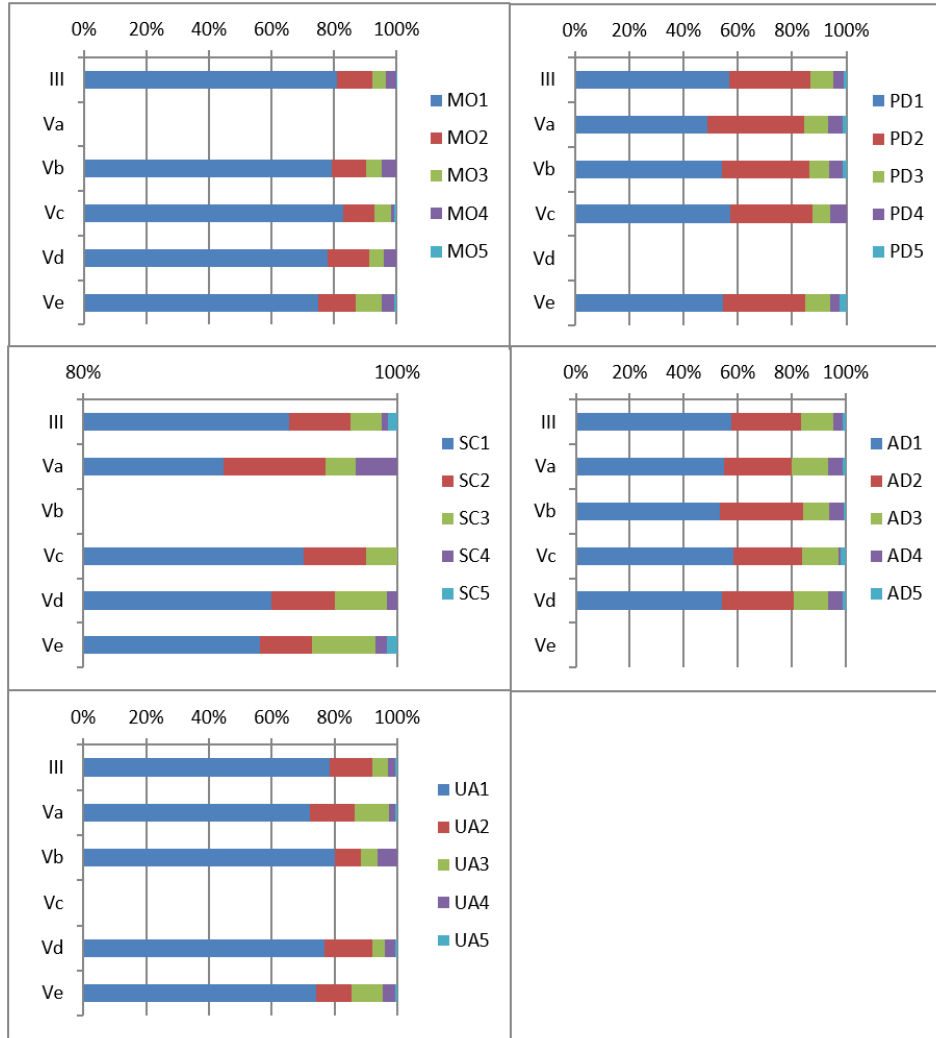 0% 20% 40% 60% 80% 100%
III
Va
Vb
Vc
Vd
Ve
MO1
MO2
MO3
MO4
MO5
0% 20% 40% 60% 80% 100%
III
Va
Vb
Vc
Vd
Ve
PD1
PD2
PD3
PD4
PD5
80% 100%
III
Va
Vb
Vc
Vd
Ve
SC1
SC2
SC3
SC4
SC5
0% 20% 40% 60% 80% 100%
III
Va
Vb
Vc
Vd
Ve
AD1
AD2
AD3
AD4
AD5
0% 20% 40% 60% 80% 100%
III
Va
Vb
Vc
Vd
Ve
UA1
UA2
UA3
UA4
UA5